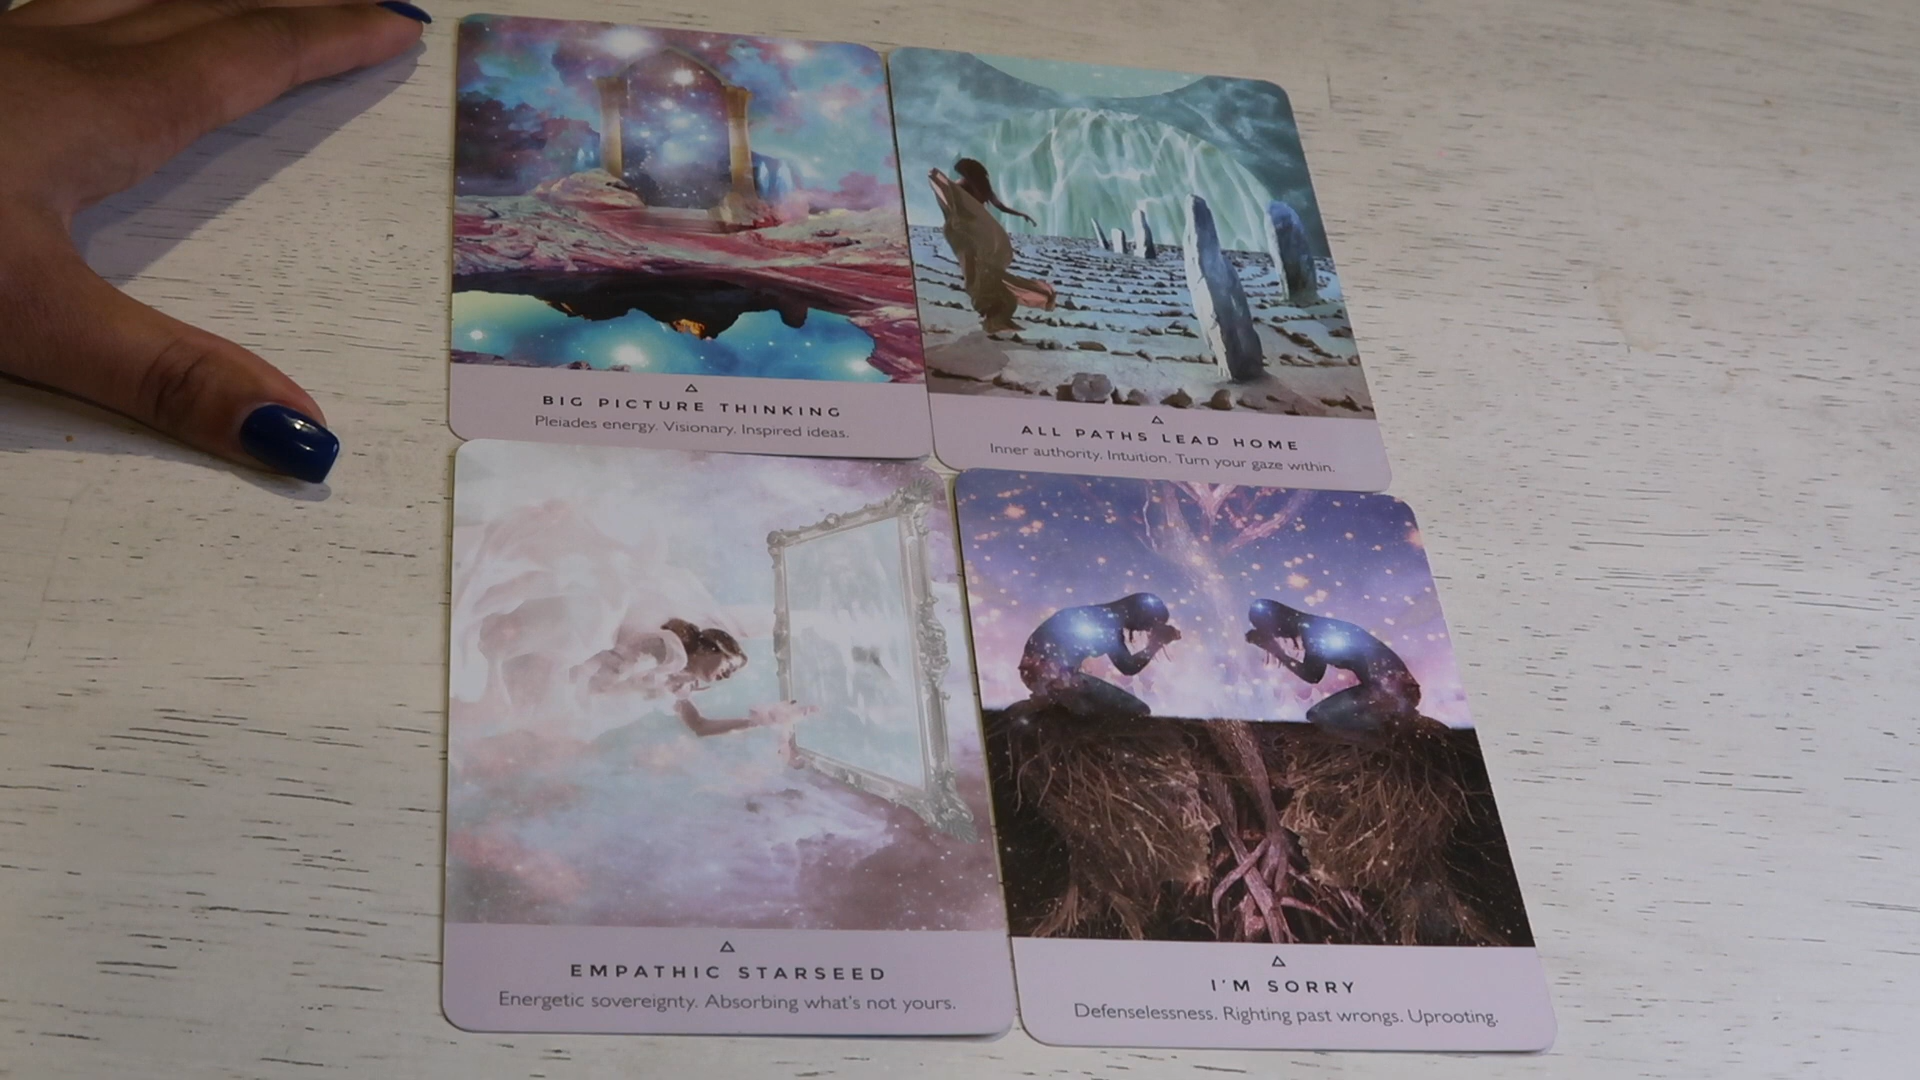 BIG PICTURE THINKING
Pleiades energy. Visionary. Inspired ideas.
ALL PATHS LEAD HOME
Inner authority. Intuition. Turn your gaze within.
EMPATHIC STARSEED
Energetic sovereignty. Absorbing what's not yours.
I'M SORRY
Defenselessness. Righting past wrongs. Uprooting.